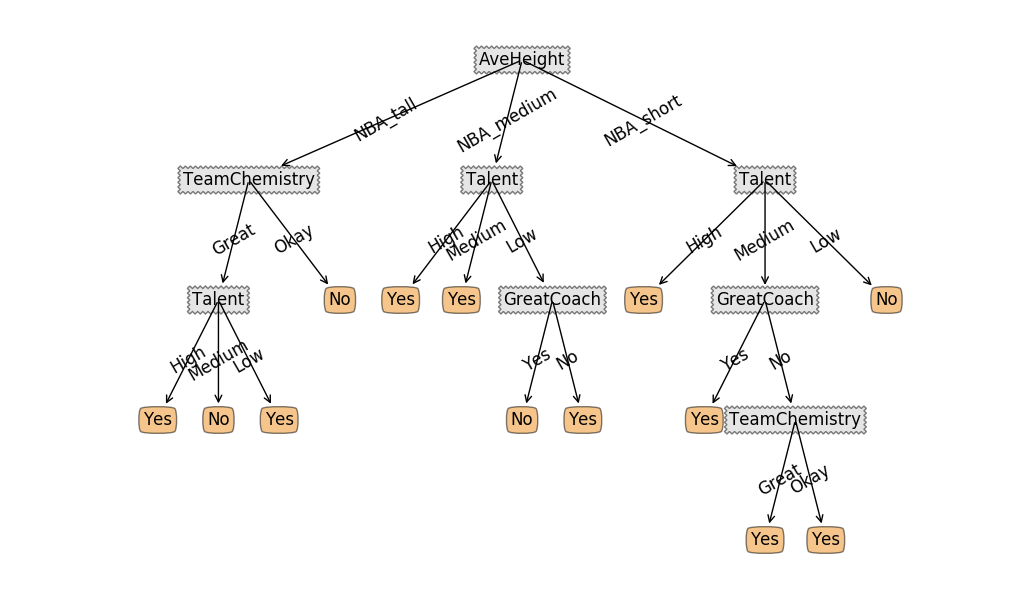 AveHeight
NBA_tall NBA_medium NBA_short
TeamChemistry Talent Talent
Great Okay High Medium Low High Medium Low
Talent No Yes Yes GreatCoach Yes GreatCoach No
High Medium Low Yes No Yes No
Yes No Yes No Yes Yes TeamChemistry
Great Okay
Yes Yes